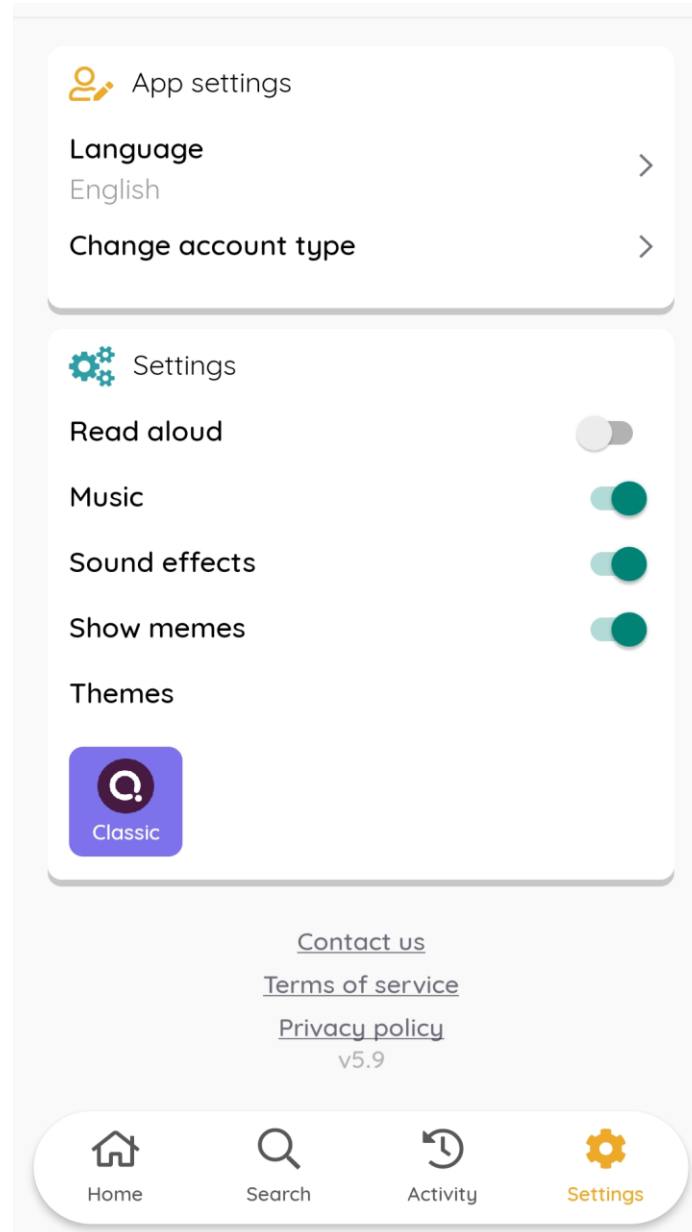 App settings
Language
English
Change account type
Settings
Read aloud
Music
Sound effects
Show memes
Themes
Classic
Contact us
Terms of service
Privacy policy
v5.9
Home Search Activity Settings